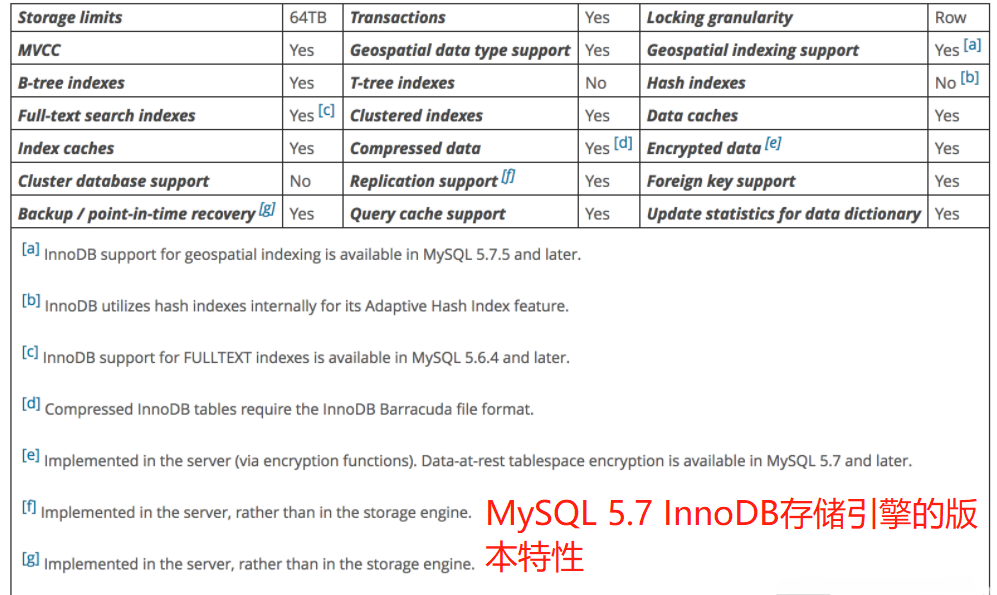 Storage limits 64TB Transactions Yes Locking granularity Row
MVCC Yes Geospatial data type support Yes Geospatial indexing support Yes [a]
B-tree indexes Yes T-tree indexes No Hash indexes No [b]
Full-text search indexes Yes [c] Clustered indexes Yes Data caches Yes
Index caches Yes Compressed data Yes [d] Encrypted data [e] Yes
Cluster database support No Replication support [f] Yes Foreign key support Yes
Backup / point-in-time recovery [g] Yes Query cache support Yes Update statistics for data dictionary Yes
[a] InnoDB support for geospatial indexing is available in MySQL 5.7.5 and later.
[b] InnoDB utilizes hash indexes internally for its Adaptive Hash Index feature.
[c] InnoDB support for FULLTEXT indexes is available in MySQL 5.6.4 and later.
[d] Compressed InnoDB tables require the InnoDB Barracuda file format.
[e] Implemented in the server (via encryption functions). Data-at-rest tablespace encryption is available in MySQL 5.7 and later.
[f] Implemented in the server, rather than in the storage engine.
[g] Implemented in the server, rather than in the storage engine.
MySQL 5.7 InnoDB存储引擎的版
本特性